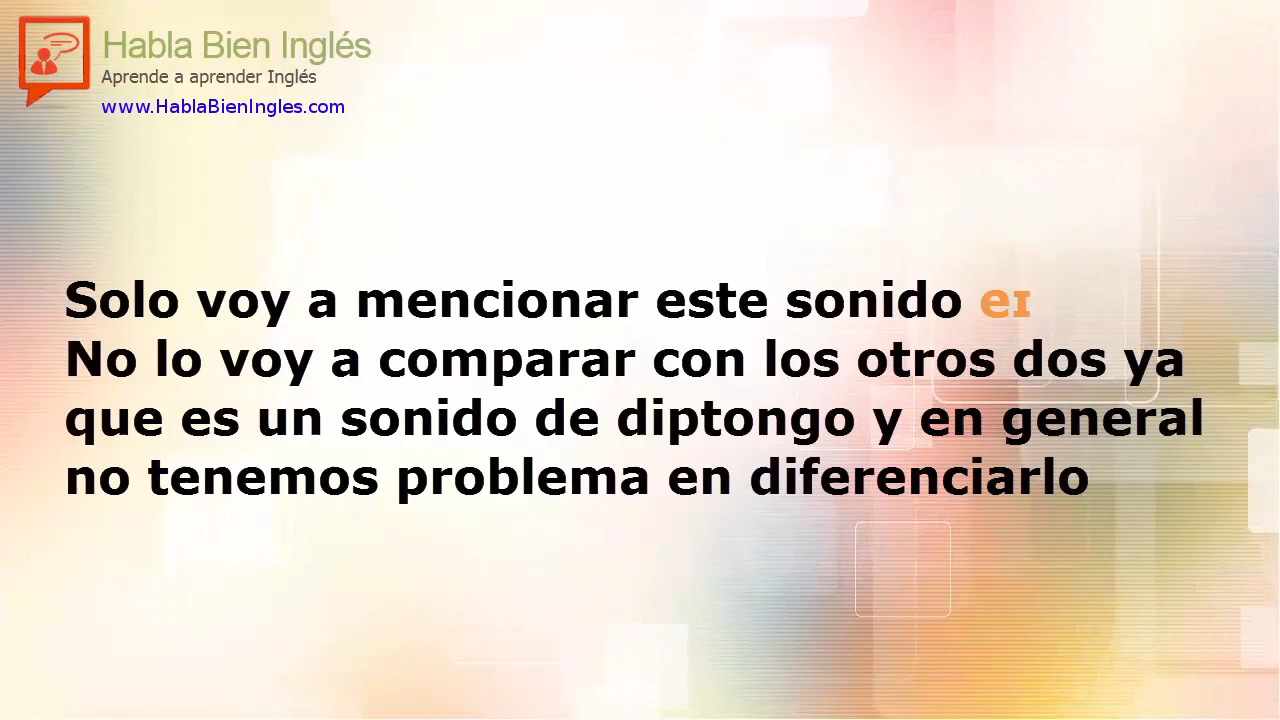 Habla Bien Inglés
Aprende a aprender Inglés
www.HablaBienIngles.com
Solo voy a mencionar este sonido eɪ
No lo voy a comparar con los otros dos ya
que es un sonido de diptongo y en general
no tenemos problema en diferenciarlo